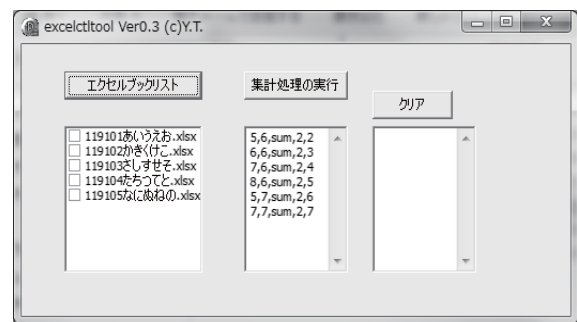 excelctltool Ver0.3 (c)Y.T.
エクセルブックリスト
集計処理の実行
クリア
119101あいうえお.xlsx
119102かきくけこ.xlsx
119103さしすせそ.xlsx
119104たちつてと.xlsx
119105なにぬねの.xlsx
5,6,sum,2,2
6,6,sum,2,3
7,6,sum,2,4
8,6,sum,2,5
5,7,sum,2,6
7,7,sum,2,7